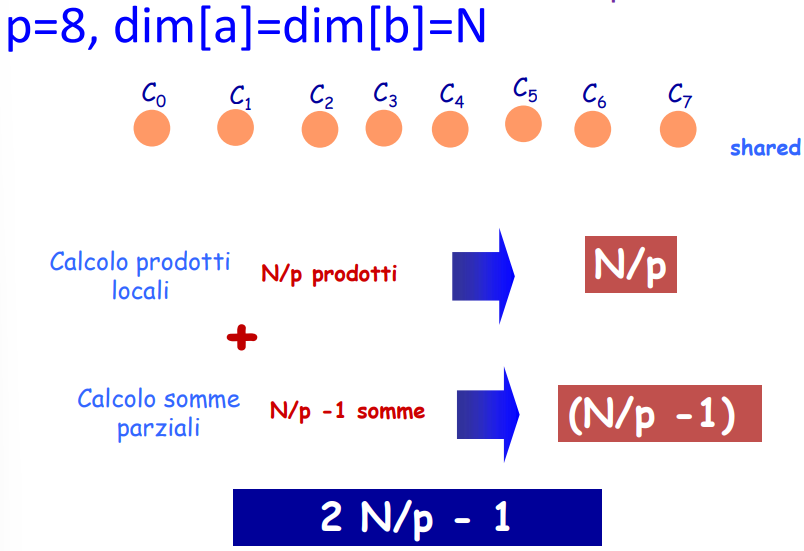 p=8, dim[a]=dim[b]=N
C₀ C₁ C₂ C₃ C₄ C₅ C₆ C₇
shared
Calcolo prodotti
locali
N/p prodotti
N/p
+
Calcolo somme
parziali
N/p -1 somme
(N/p -1)
2 N/p - 1